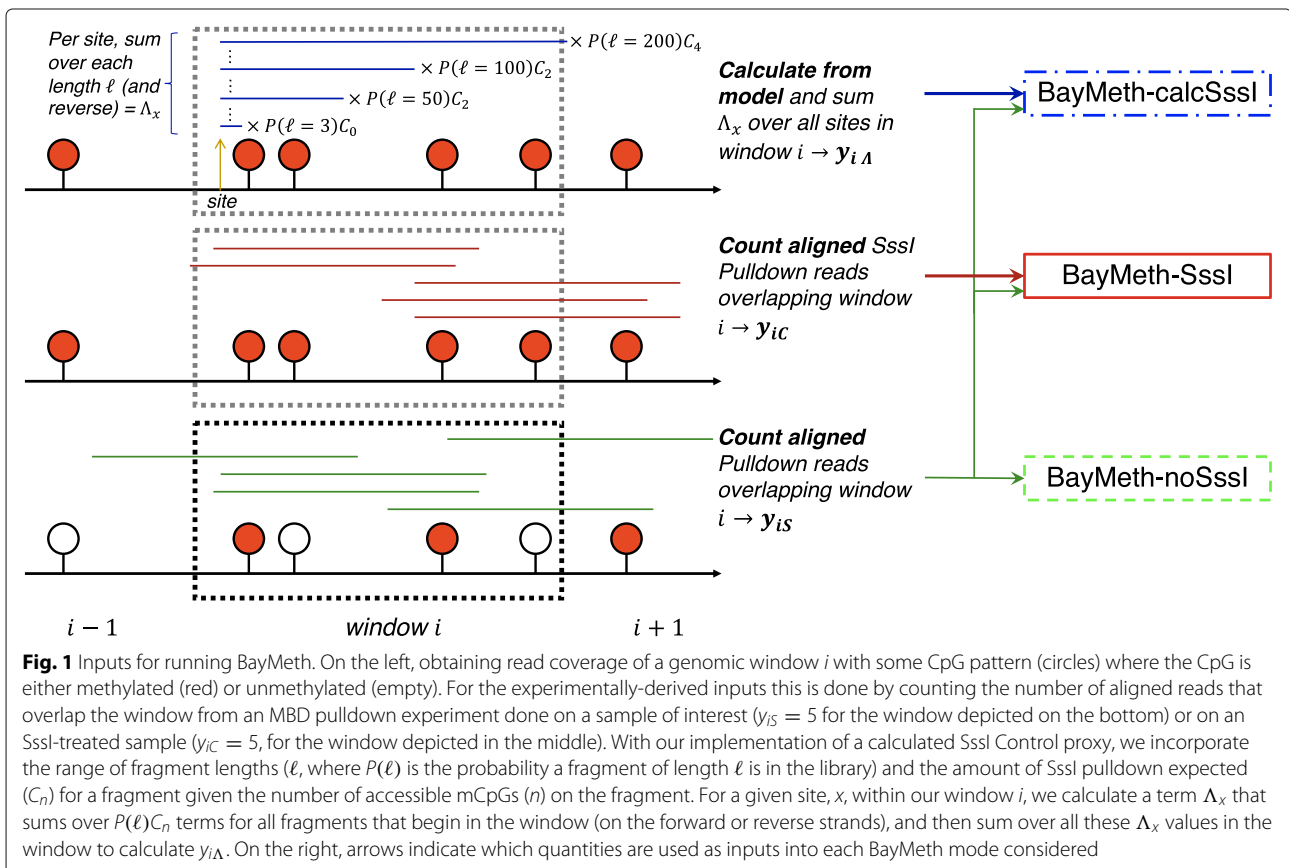 Per site, sum
over each
length ℓ (and
reverse) = Λₓ
× P(ℓ = 200)C₄
× P(ℓ = 100)C₂
× P(ℓ = 50)C₂
× P(ℓ = 3)C₀
site
Calculate from
model and sum
Λₓ over all sites in
window i → y_{iΛ}
BayMeth-calcSssI
Count aligned SssI
Pulldown reads
overlapping window
i → y_{iC}
BayMeth-SssI
Count aligned
Pulldown reads
overlapping window
i → y_{iS}
BayMeth-noSssI
i − 1
window i
i + 1
Fig. 1 Inputs for running BayMeth. On the left, obtaining read coverage of a genomic window i with some CpG pattern (circles) where the CpG is
either methylated (red) or unmethylated (empty). For the experimentally-derived inputs this is done by counting the number of aligned reads that
overlap the window from an MBD pulldown experiment done on a sample of interest (y_{iS} = 5 for the window depicted on the bottom) or on an
SssI-treated sample (y_{iC} = 5, for the window depicted in the middle). With our implementation of a calculated SssI Control proxy, we incorporate
the range of fragment lengths (ℓ, where P(ℓ) is the probability a fragment of length ℓ is in the library) and the amount of SssI pulldown expected
(Cₙ) for a fragment given the number of accessible mCpGs (n) on the fragment. For a given site, x, within our window i, we calculate a term Λₓ that
sums over P(ℓ)Cₙ terms for all fragments that begin in the window (on the forward or reverse strands), and then sum over all these Λₓ values in the
window to calculate y_{iΛ}. On the right, arrows indicate which quantities are used as inputs into each BayMeth mode considered